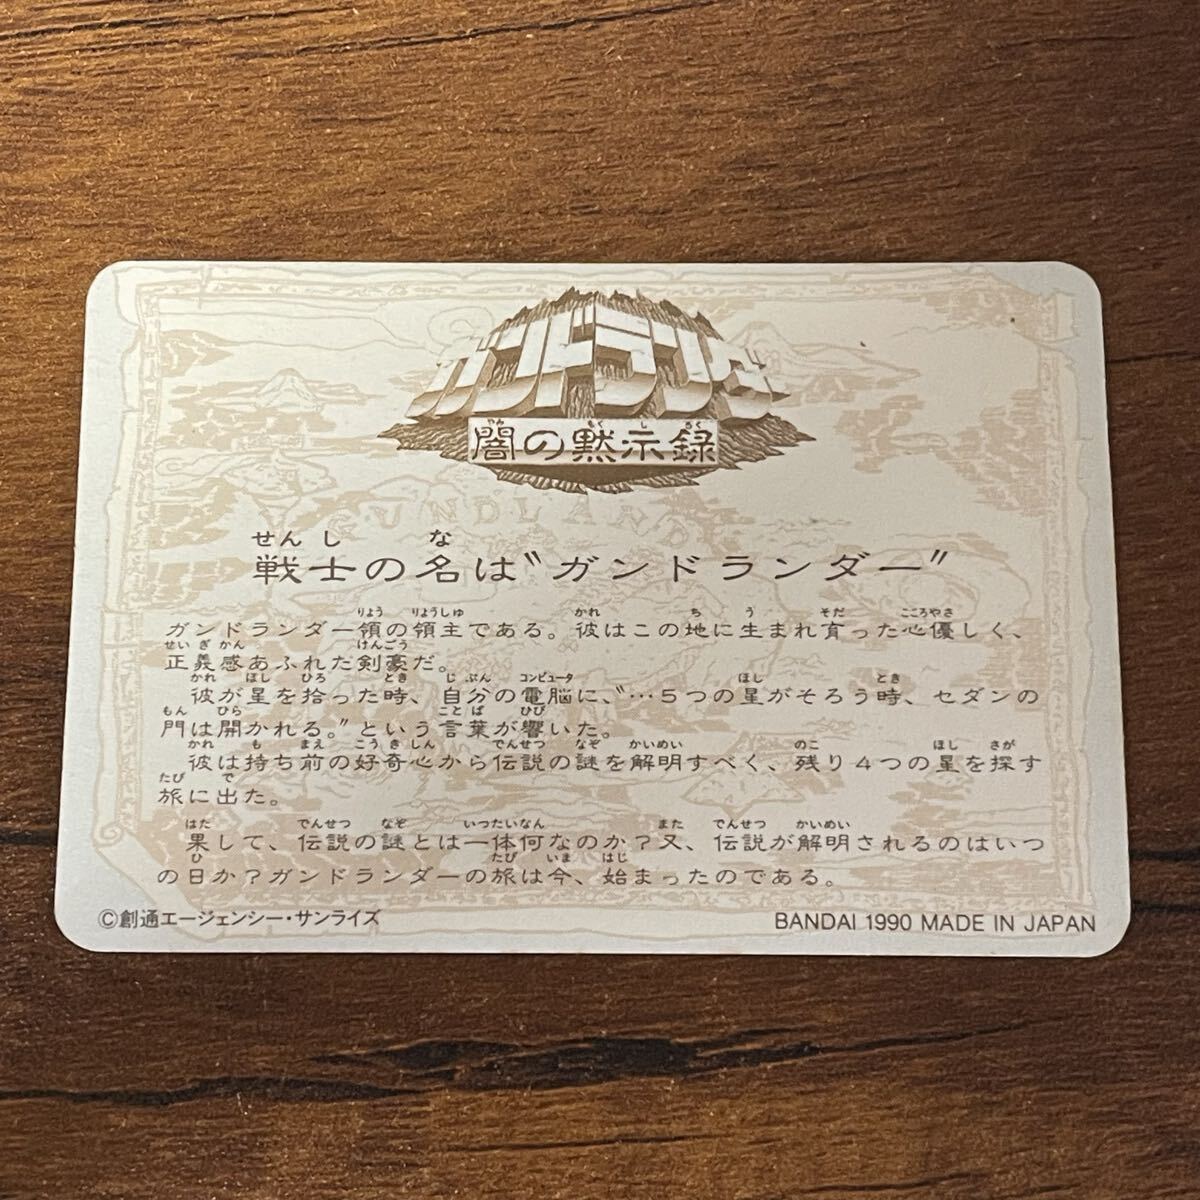 ガンドランダー
闇の黙示録
GUNDLAND
戦士の名は〝ガンドランダー〟
ガンドランダー領の領主である。彼はこの地に生まれ育った心優しく、
正義感あふれた剣豪だ。
彼が星を拾った時、自分の電脳に、〝…5つの星がそろう時、セダンの
門は開かれる。〟という言葉が響いた。
彼は持ち前の好奇心から伝説の謎を解明すべく、残り4つの星を探す
旅に出た。
果して、伝説の謎とは一体何なのか?又、伝説が解明されるのはいつ
の日か?ガンドランダーの旅は今、始まったのである。
©創通エージェンシー・サンライズ
BANDAI 1990 MADE IN JAPAN